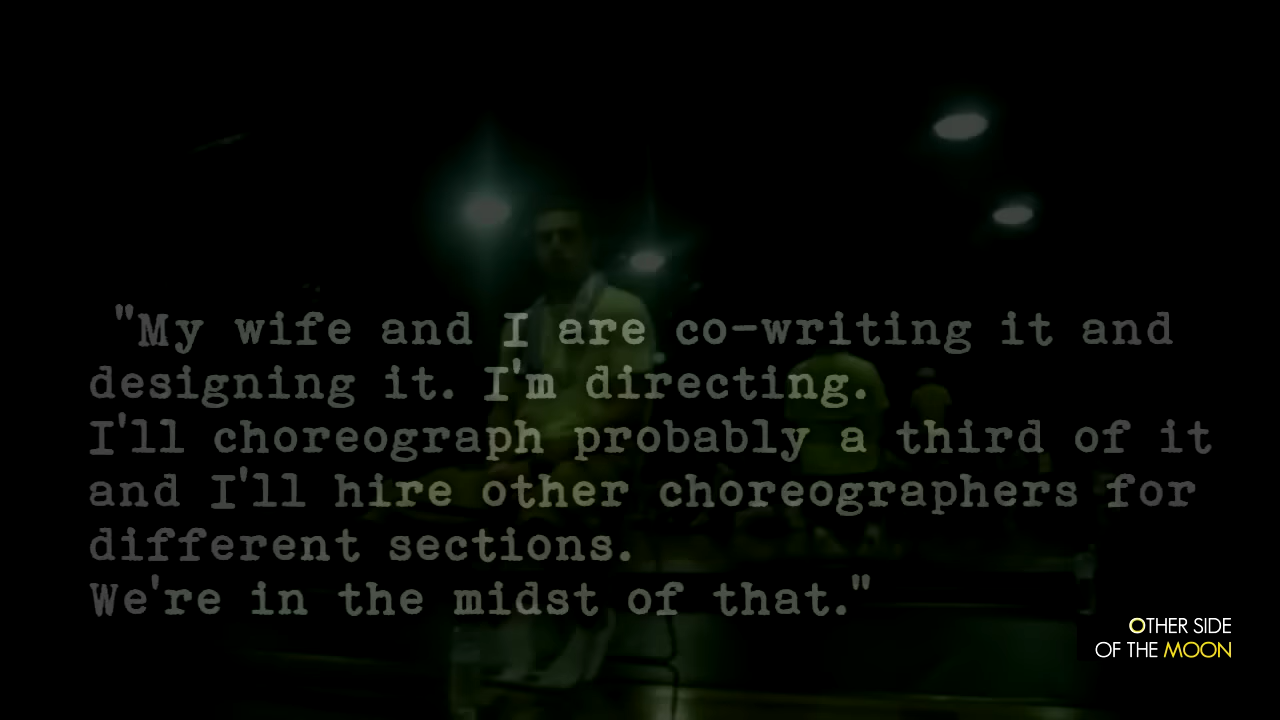 "My wife and I are co-writing it and
designing it. I'm directing.
I'll choreograph probably a third of it
and I'll hire other choreographers for
different sections.
We're in the midst of that."
OTHER SIDE
OF THE MOON